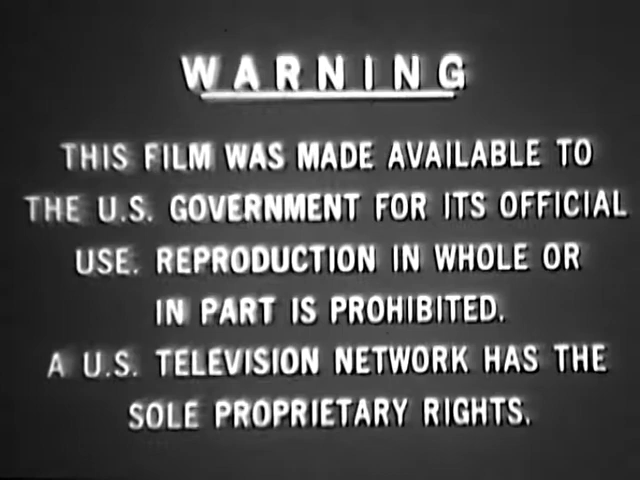 WARNING
THIS FILM WAS MADE AVAILABLE TO
THE U.S. GOVERNMENT FOR ITS OFFICIAL
USE. REPRODUCTION IN WHOLE OR
IN PART IS PROHIBITED.
A U.S. TELEVISION NETWORK HAS THE
SOLE PROPRIETARY RIGHTS.